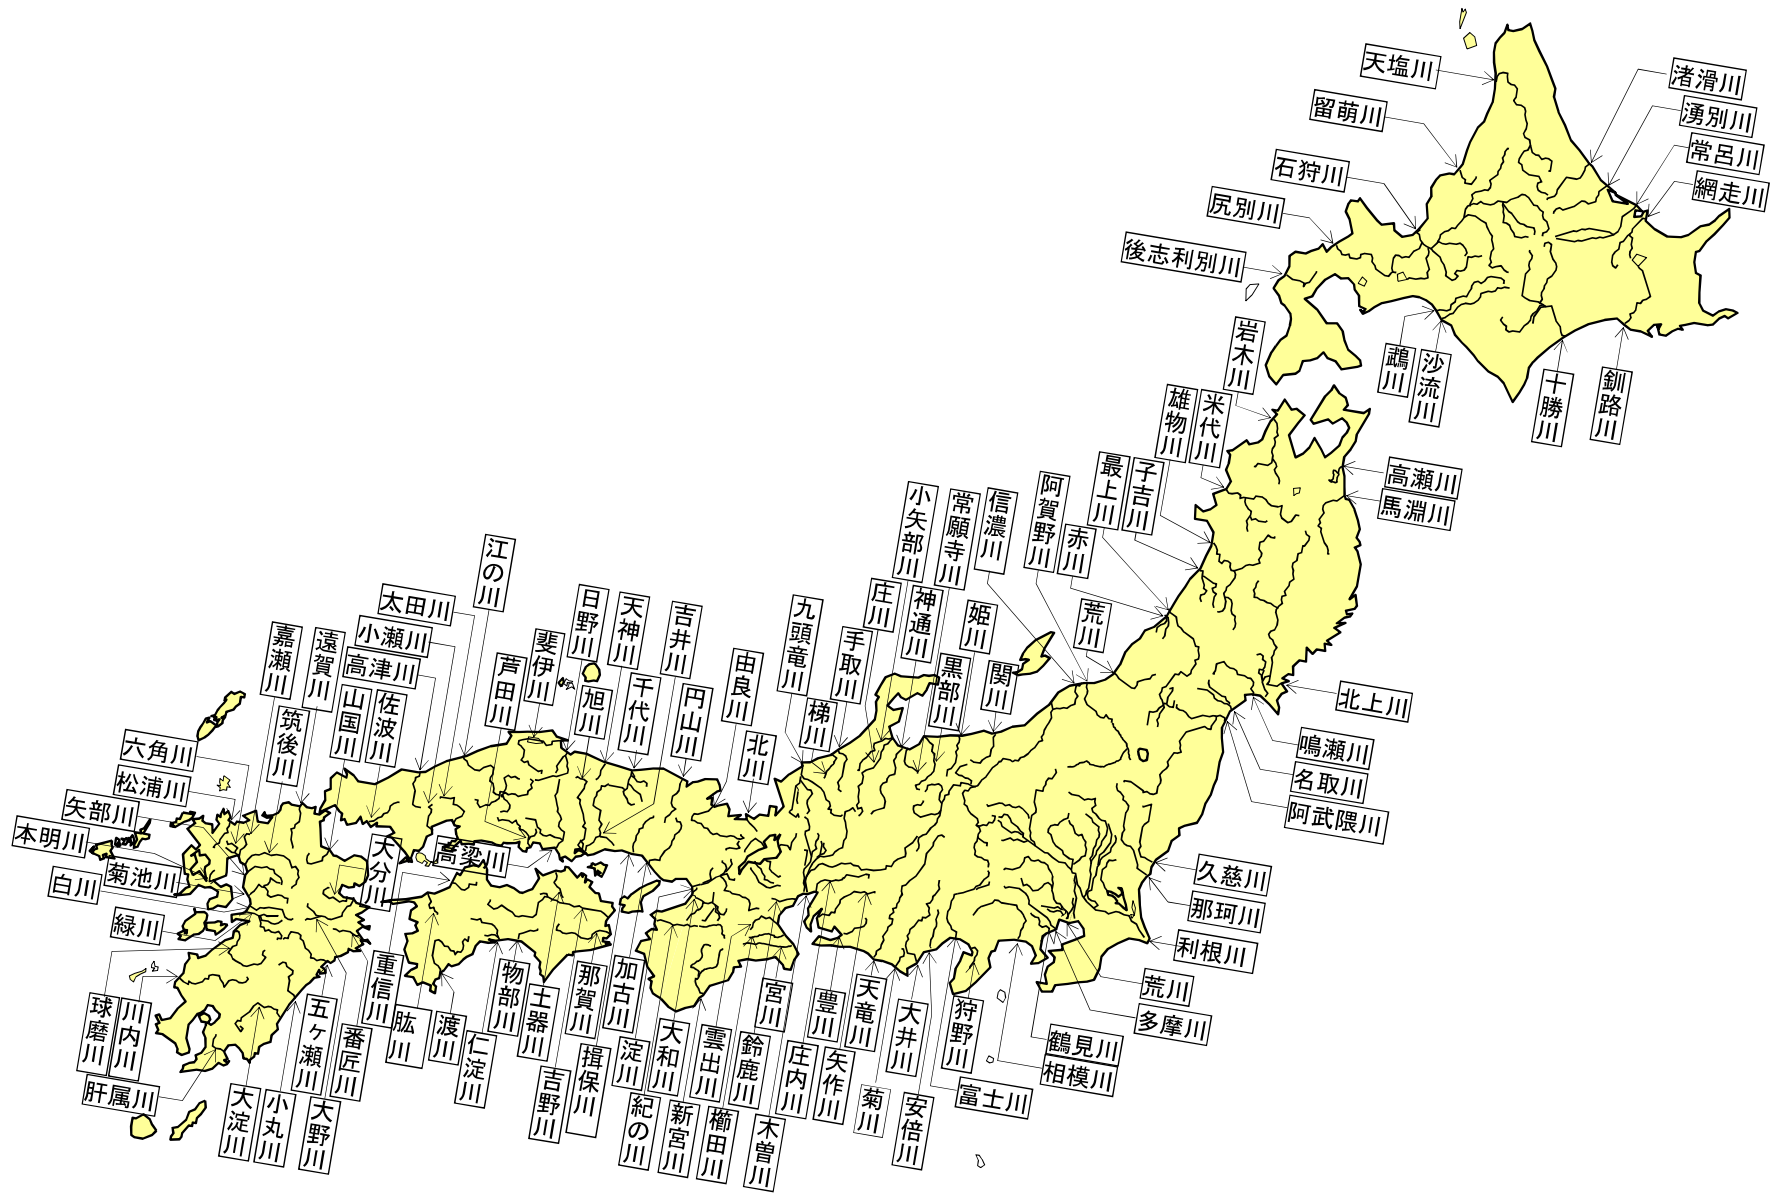 天塩川
留萌川
石狩川
尻別川
後志利別川
渚滑川
湧別川
常呂川
網走川
鵡川
沙流川
十勝川
釧路川
岩木川
米代川
雄物川
子吉川
最上川
赤川
阿賀野川
荒川
信濃川
常願寺川
小矢部川
庄川
神通川
姫川
関川
黒部川
手取川
九頭竜川
梯川
高瀬川
馬淵川
北上川
鳴瀬川
名取川
阿武隈川
久慈川
那珂川
利根川
荒川
多摩川
鶴見川
相模川
富士川
狩野川
安倍川
大井川
菊川
天竜川
豊川
矢作川
庄内川
木曽川
宮川
鈴鹿川
櫛田川
雲出川
新宮川
大和川
紀の川
淀川
加古川
揖保川
由良川
北川
円山川
千代川
吉井川
天神川
日野川
旭川
斐伊川
芦田川
江の川
太田川
小瀬川
高津川
佐波川
山国川
高梁川
遠賀川
嘉瀬川
筑後川
六角川
松浦川
矢部川
本明川
菊池川
白川
緑川
大分川
球磨川
川内川
肝属川
大淀川
小丸川
大野川
五ヶ瀬川
番匠川
重信川
肱川
渡川
仁淀川
物部川
土器川
吉野川
那賀川